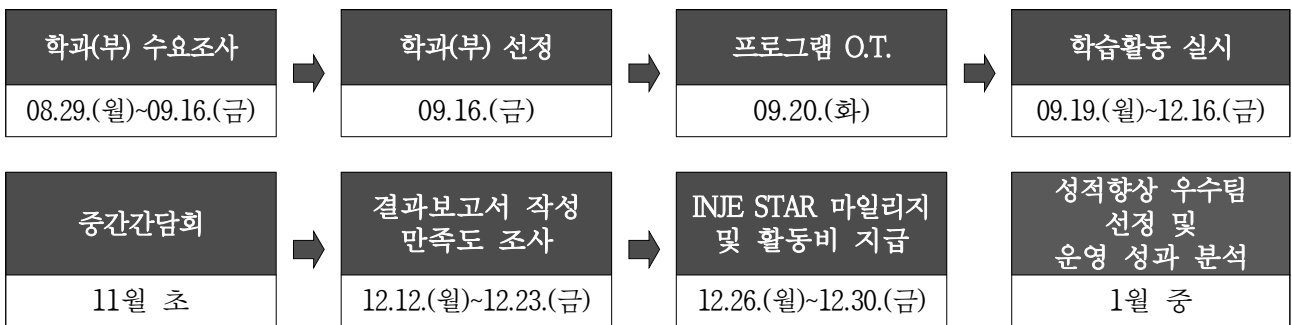 학과(부) 수요조사
08.29.(월)~09.16.(금)
학과(부) 선정
09.16.(금)
프로그램 O.T.
09.20.(화)
학습활동 실시
09.19.(월)~12.16.(금)
중간간담회
11월 초
결과보고서 작성
만족도 조사
12.12.(월)~12.23.(금)
INJE STAR 마일리지
및 활동비 지급
12.26.(월)~12.30.(금)
성적향상 우수팀
선정 및
운영 성과 분석
1월 중